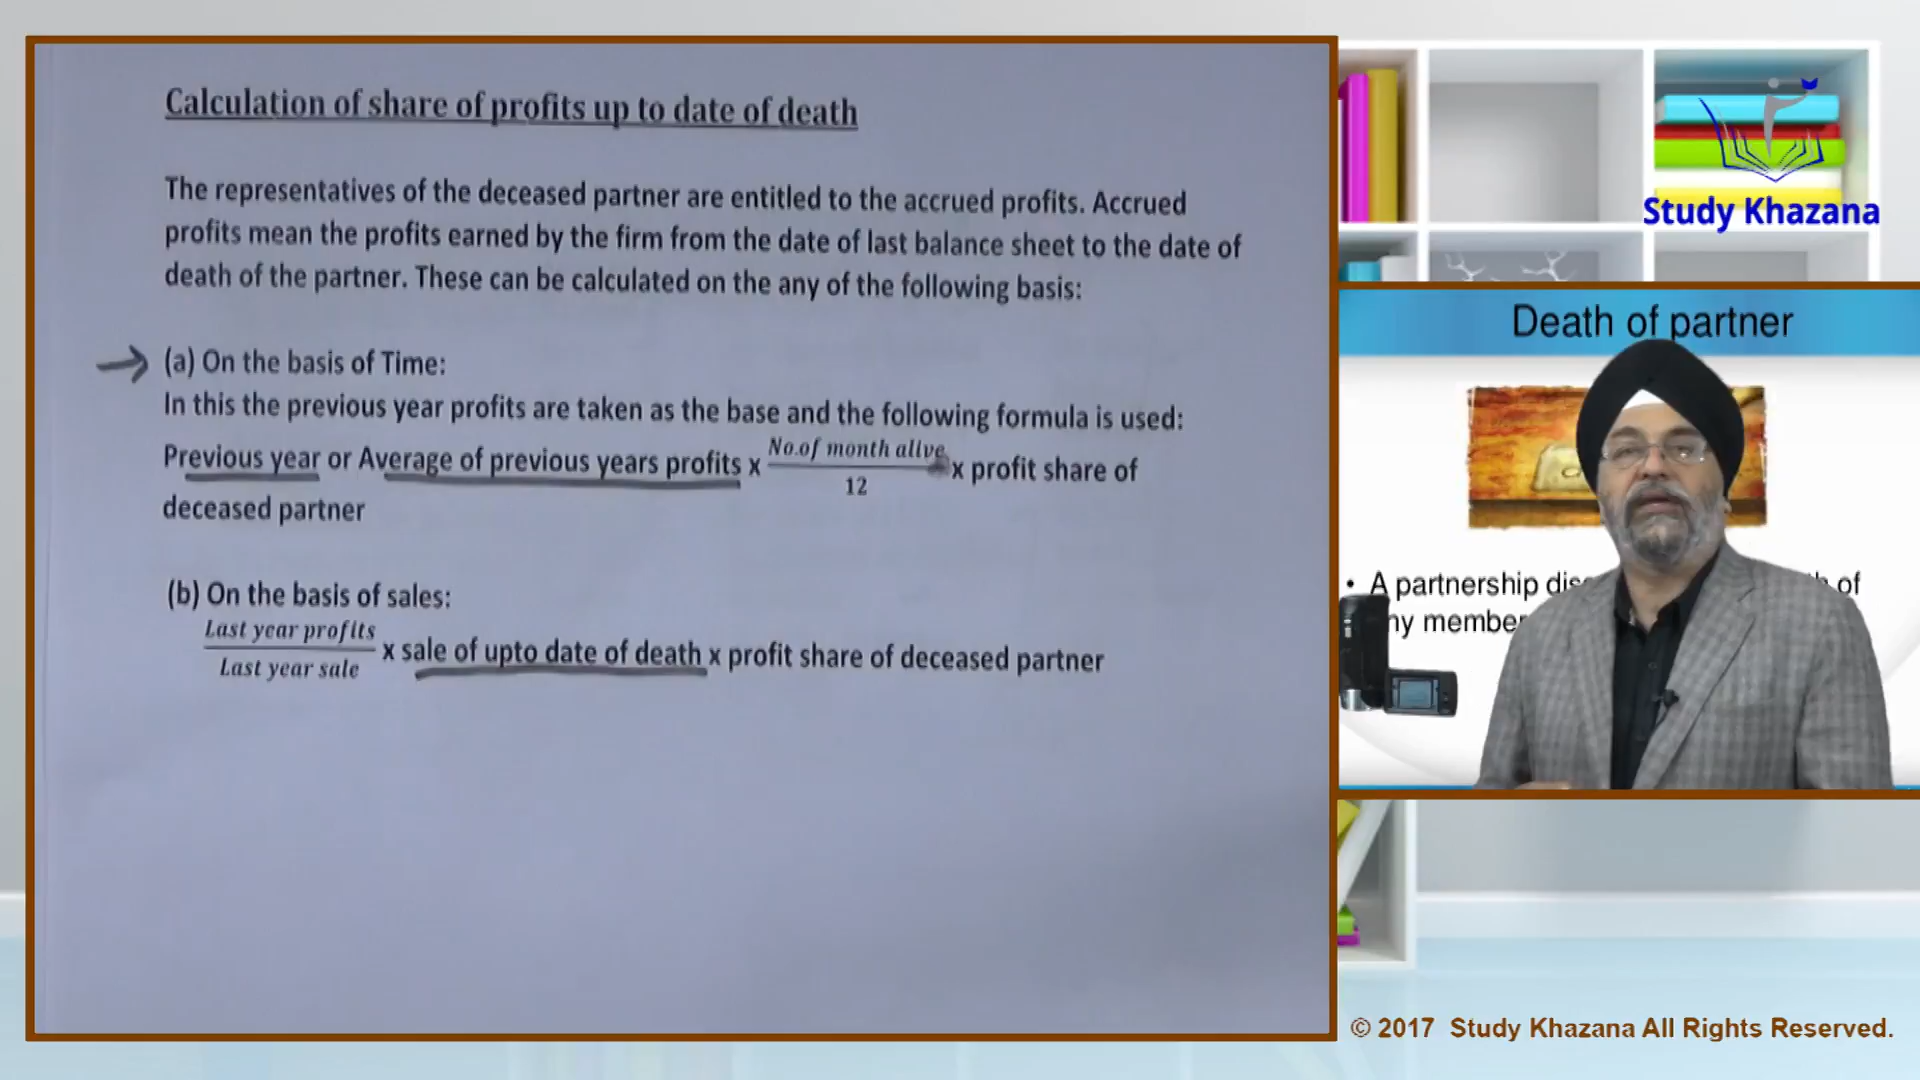 Calculation of share of profits up to date of death
The representatives of the deceased partner are entitled to the accrued profits. Accrued
profits mean the profits earned by the firm from the date of last balance sheet to the date of
death of the partner. These can be calculated on the any of the following basis:
(a) On the basis of Time:
In this the previous year profits are taken as the base and the following formula is used:
Previous year or Average of previous years profits x No.of month alive / 12 x profit share of
deceased partner
(b) On the basis of sales:
Last year profits / Last year sale x sale of upto date of death x profit share of deceased partner
Study Khazana
Death of partner
• A partnership of
member
© 2017 Study Khazana All Rights Reserved.